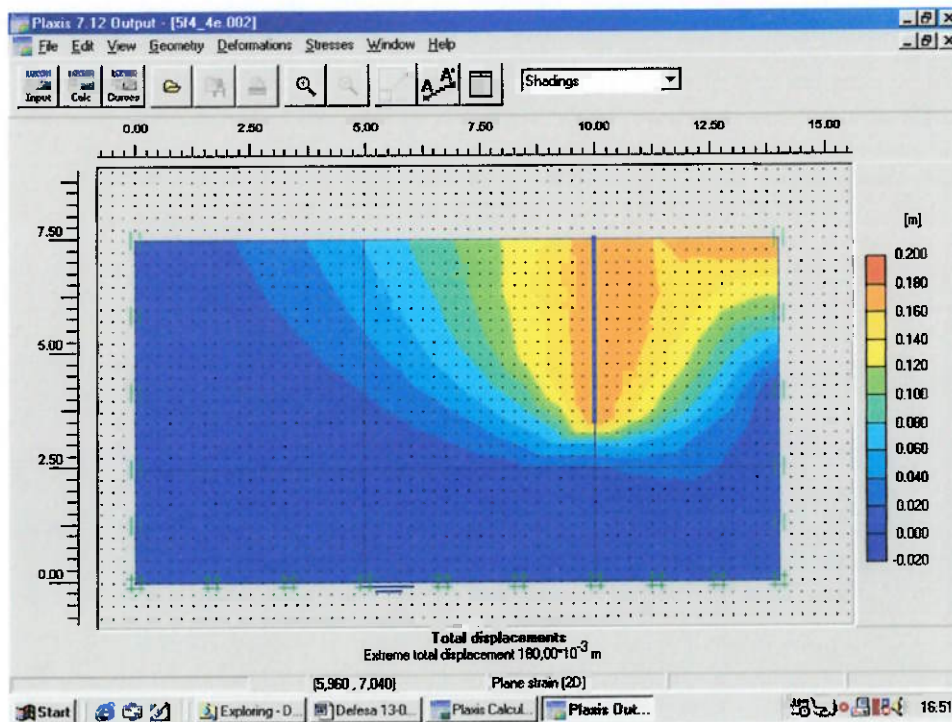 Plaxis 7.12 Output - [5f4_4e.002]
File Edit View Geometry Deformations Stresses Window Help
Input Calc Curves Shadings
0.00 2.50 5.00 7.50 10.00 12.50 15.00
7.50
5.00
2.50
0.00
[m]
0.200
0.180
0.160
0.140
0.120
0.100
0.080
0.060
0.040
0.020
0.000
-0.020
Total displacements
Extreme total displacement 180,00*10-3 m
[5,960 , 7,040] Plane strain [2D]
Start Exploring - D... Defesa 13-0... Plaxis Calcul... Plaxis Out...